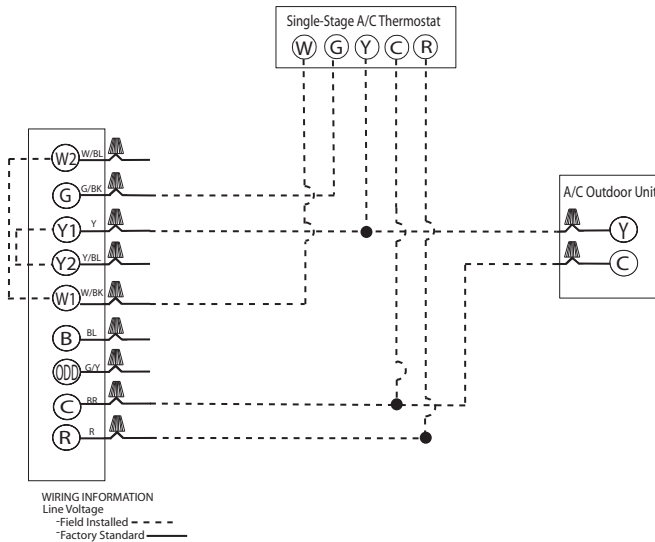 Single-Stage A/C Thermostat
W G Y C R
W2 W/BL
G G/BK
Y1 Y
Y2 Y/BL
W1 W/BK
B BL
ODD G/Y
C BR
R R
A/C Outdoor Unit
Y
C
WIRING INFORMATION
Line Voltage
-Field Installed
-Factory Standard